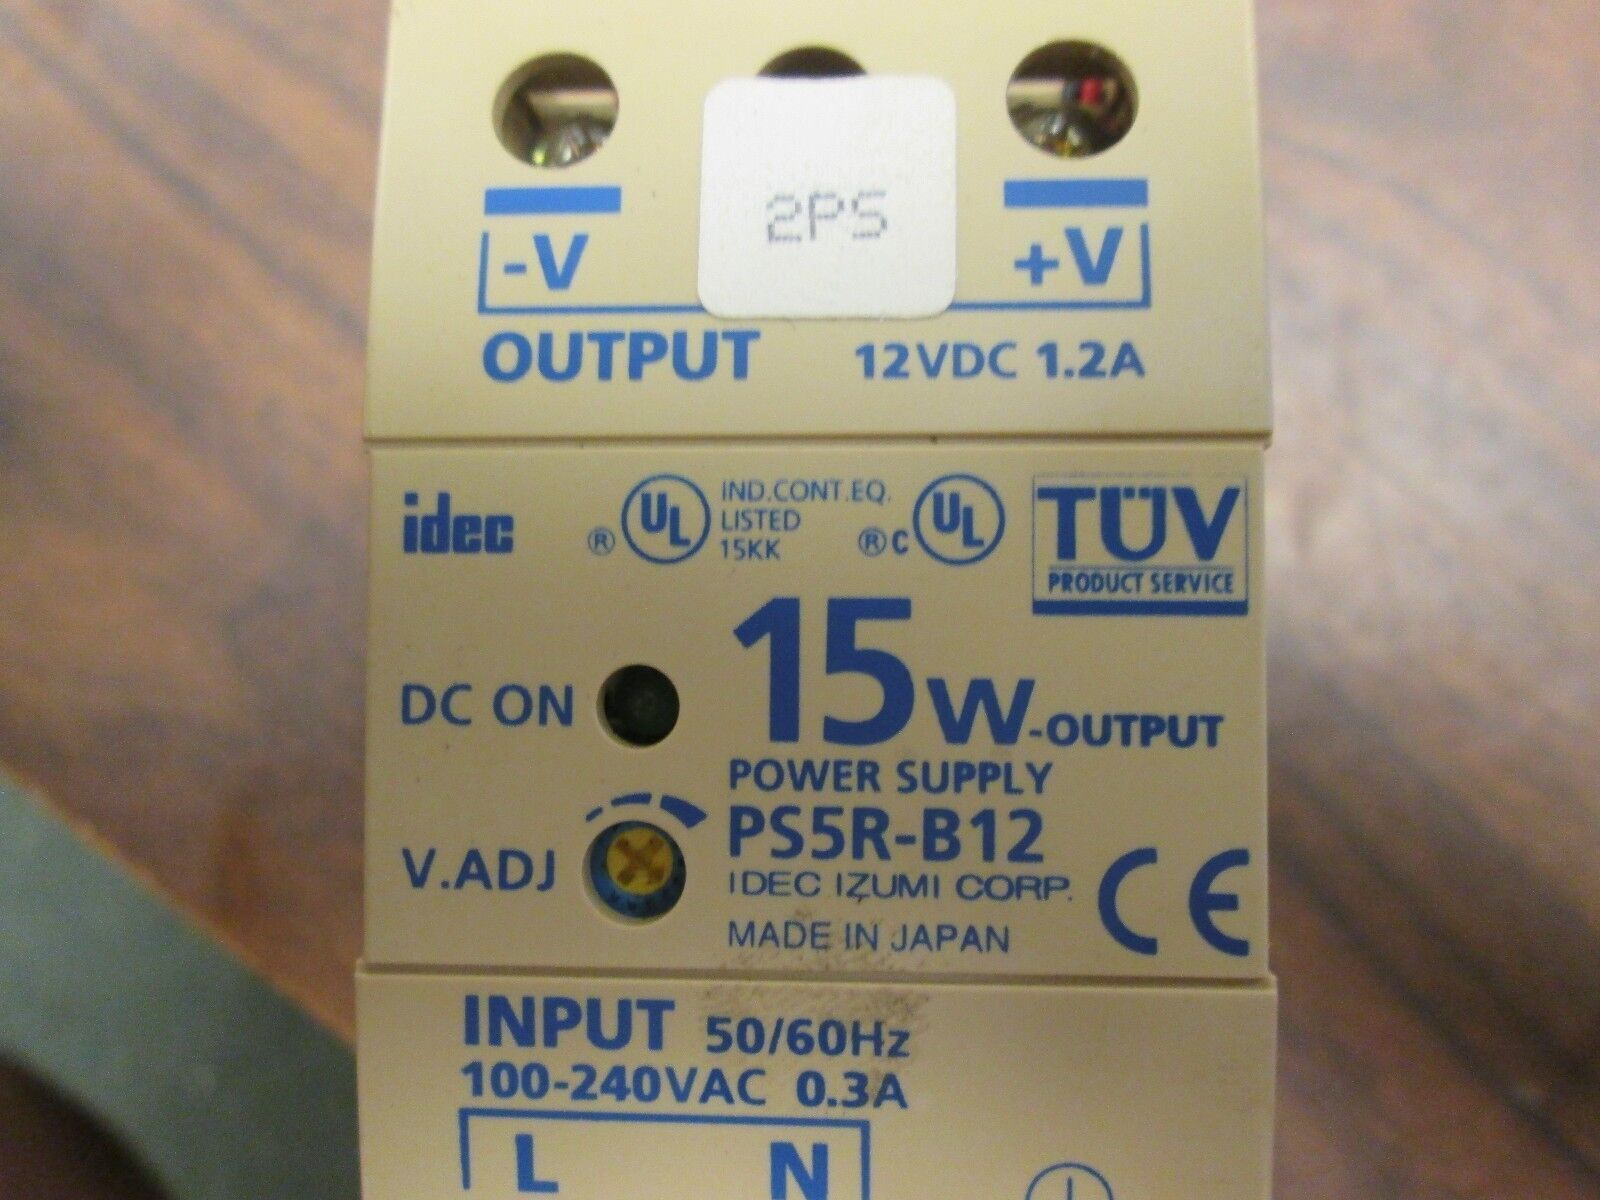 2PS
-V +V
OUTPUT 12VDC 1.2A
idec ® UL IND.CONT.EQ. LISTED 15KK ® C UL TÜV PRODUCT SERVICE
DC ON
15W-OUTPUT
POWER SUPPLY
PS5R-B12
V.ADJ
IDEC IZUMI CORP.
MADE IN JAPAN
CE
INPUT 50/60Hz
100-240VAC 0.3A
L N